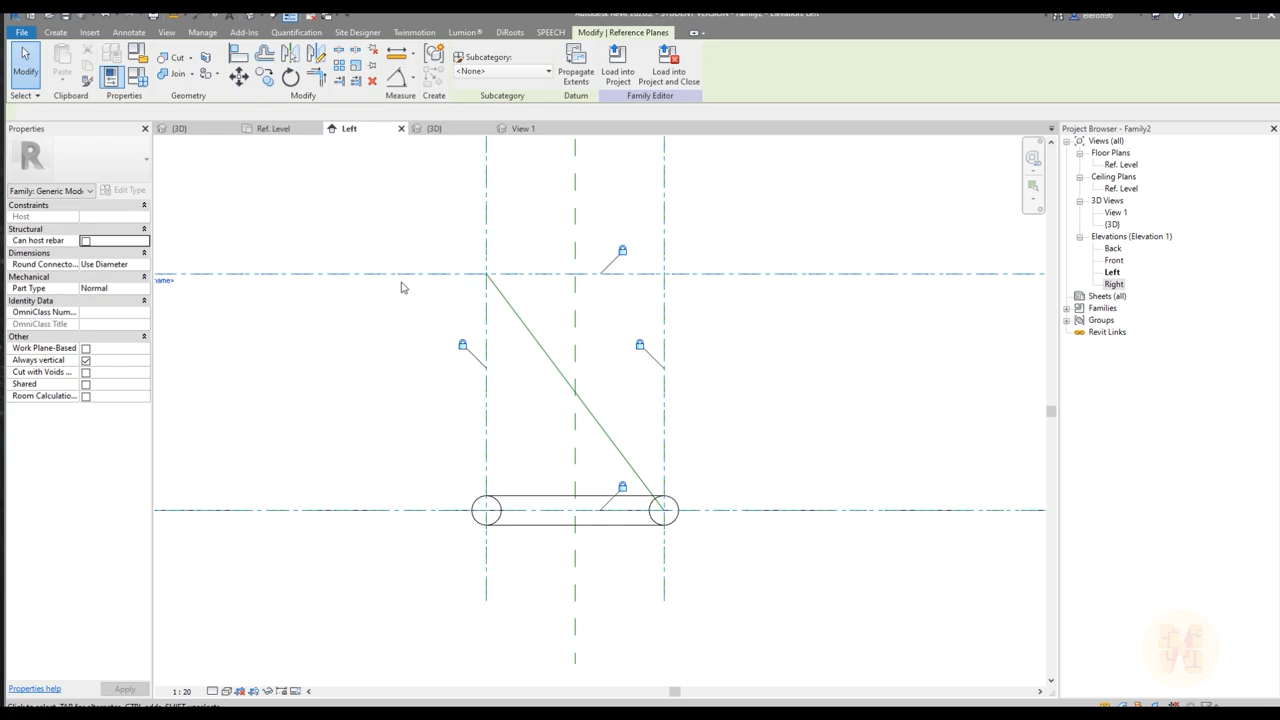 Autodesk Revit 2020.2 - STUDENT VERSION - Family2 - Elevation: Left
eleron96
File Create Insert Annotate View Manage Add-Ins Quantification Site Designer Lumion® DiRoots SPEECH Twinmotion Modify | Reference Planes
Modify
Paste
Cut
Join
Subcategory:
<None>
Propagate Extents
Load into Project
Load into Project and Close
Select Clipboard Properties Geometry Modify Measure Create Subcategory Datum Family Editor
Properties
{3D} Ref. Level Left {3D} View 1
Project Browser - Family2
Family: Generic Mod Edit Type
Constraints
Host
Structural
Can host rebar
Dimensions
Round Connecto... Use Diameter
Mechanical
Part Type Normal
Identity Data
OmniClass Num...
OmniClass Title
Other
Work Plane-Based
Always vertical
Cut with Voids ...
Shared
Room Calculatio...
Properties help Apply
ame>
1 : 20
Views (all)
Floor Plans
Ref. Level
Ceiling Plans
Ref. Level
3D Views
View 1
{3D}
Elevations (Elevation 1)
Back
Front
Left
Right
Sheets (all)
Families
Groups
Revit Links